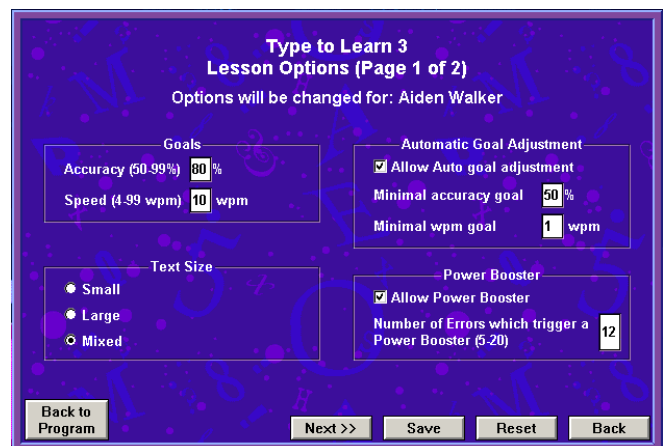 Type to Learn 3
Lesson Options (Page 1 of 2)
Options will be changed for: Aiden Walker
Goals
Accuracy (50-99%) 80 %
Speed (4-99 wpm) 10 wpm
Automatic Goal Adjustment
Allow Auto goal adjustment
Minimal accuracy goal 50 %
Minimal wpm goal 1 wpm
Text Size
Small
Large
Mixed
Power Booster
Allow Power Booster
Number of Errors which trigger a
Power Booster (5-20) 12
Back to
Program
Next >> Save Reset Back